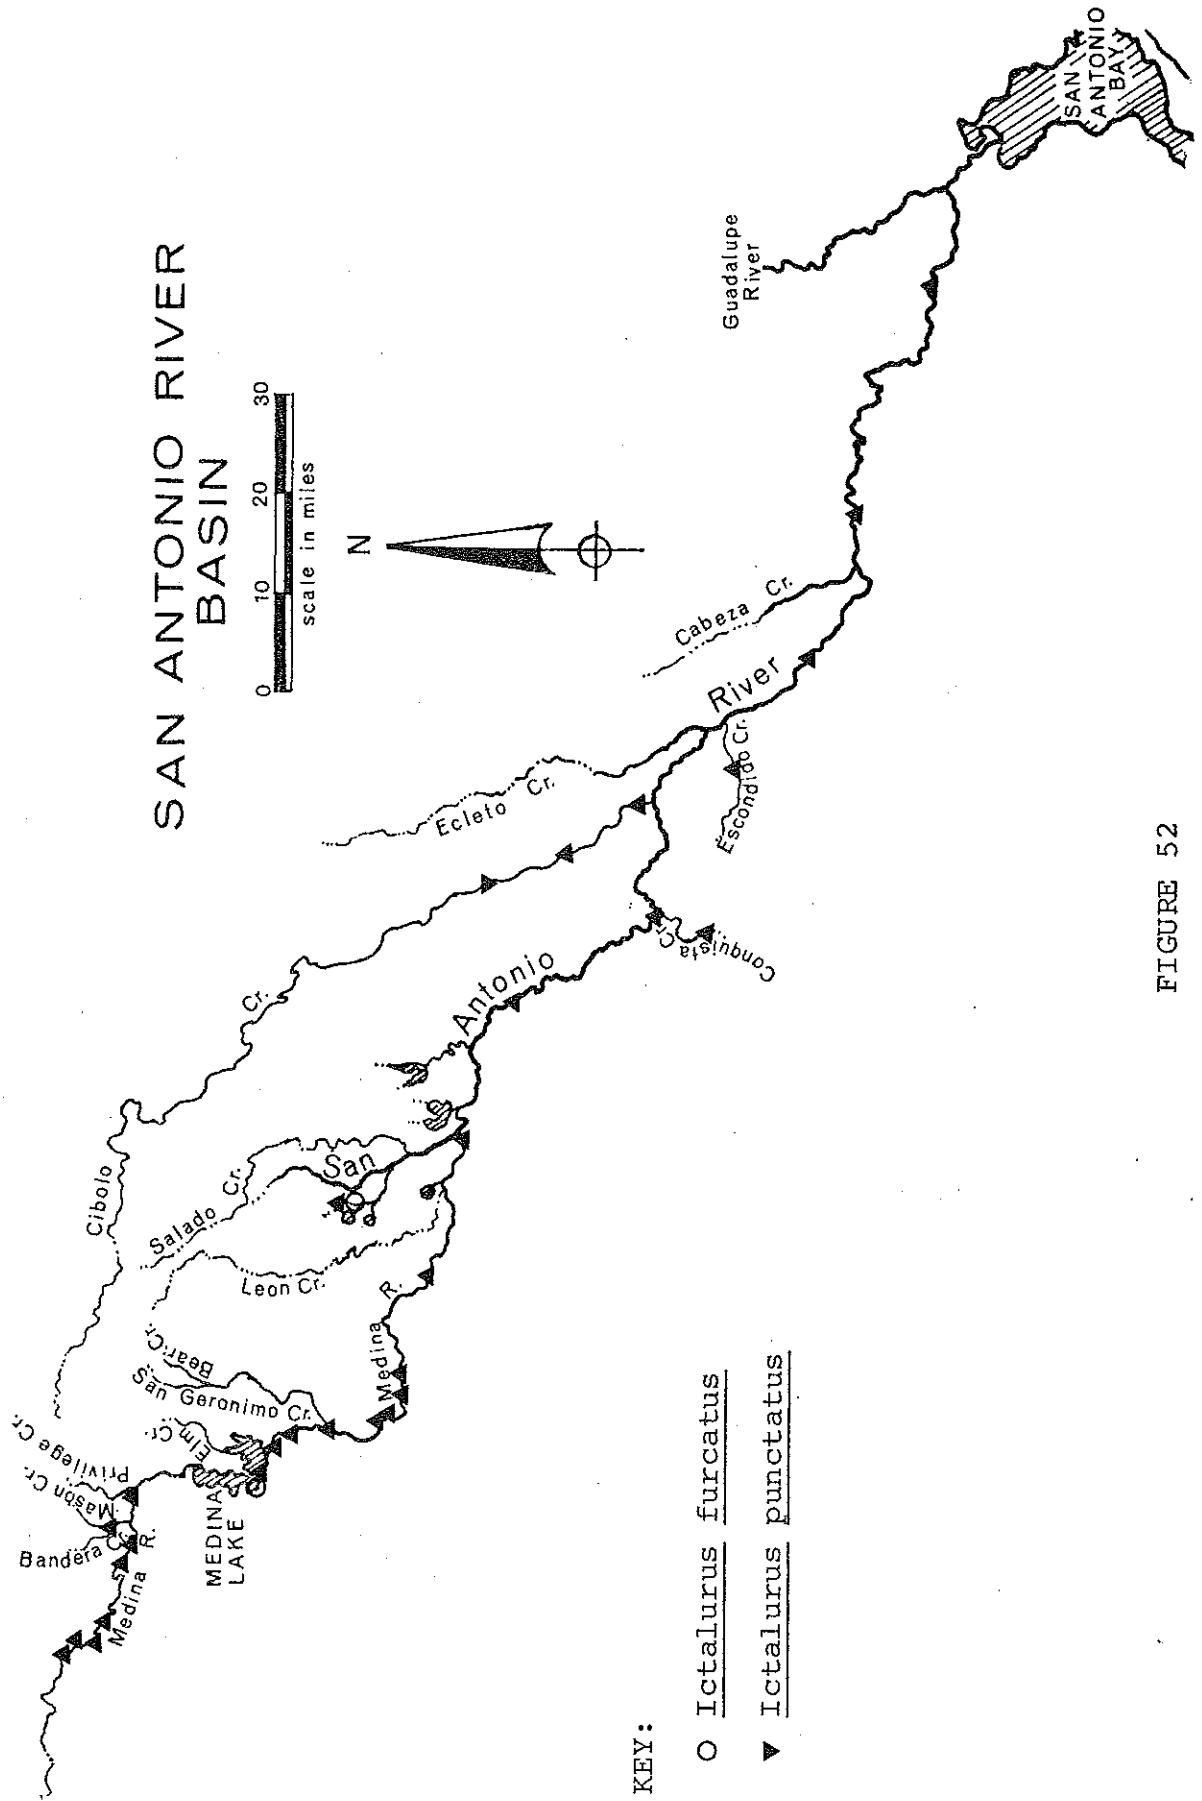 SAN ANTONIO RIVER
BASIN
0 10 20 30
scale in miles
N
Guadalupe
River
SAN
ANTONIO
BAY
Cabeza Cr.
River
Ecleto Cr.
Escondido Cr.
Conquista Cr.
Antonio
Cr.
Cibolo
San
Salado Cr.
Leon Cr.
R.
Medina
Bear Cr.
San Geronimo Cr.
Elm Cr.
Privilege Cr.
Mason Cr.
Bandera Cr.
R.
Medina
MEDINA
LAKE
KEY:
Ictalurus furcatus
Ictalurus punctatus
FIGURE 52